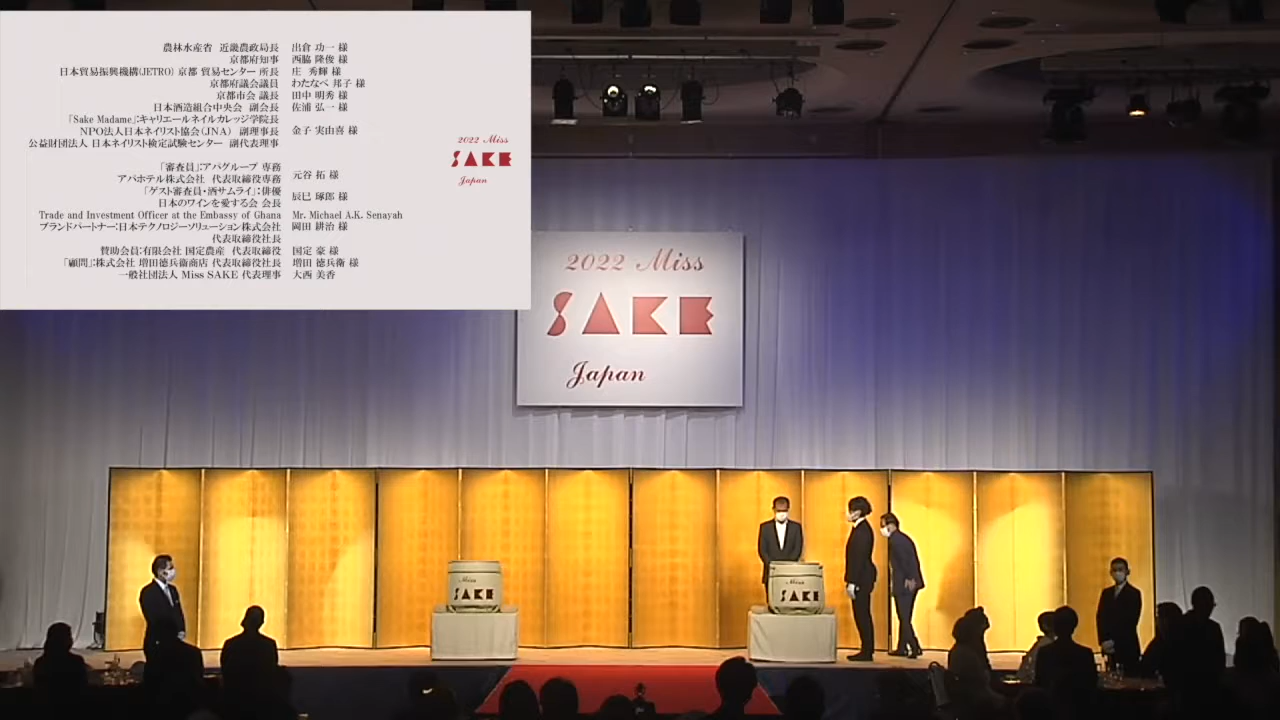 農林水産省 近畿農政局長 出倉 功一 様
京都府知事 西脇 隆俊 様
日本貿易振興機構(JETRO) 京都 貿易センター 所長 庄 秀輝 様
京都府議会議員 わたなべ 邦子 様
京都市会 議長 田中 明秀 様
日本酒造組合中央会 副会長 佐浦 弘一 様
「Sake Madame」:キャリエールネイルカレッジ学院長
NPO法人日本ネイリスト協会(JNA) 副理事長 金子 実由喜 様
公益財団法人 日本ネイリスト検定試験センター 副代表理事
「審査員」:アパグループ 専務
アパホテル株式会社 代表取締役専務 元谷 拓 様
「ゲスト審査員・酒サムライ」:俳優
日本のワインを愛する会 会長 辰巳 琢郎 様
Trade and Investment Officer at the Embassy of Ghana Mr. Michael A.K. Senayah
ブランドパートナー:日本テクノロジーソリューション株式会社 岡田 耕治 様
代表取締役社長
賛助会員:有限会社 国定農産 代表取締役 国定 豪 様
「顧問」:株式会社 増田德兵衞商店 代表取締役社長 増田 德兵衞 様
一般社団法人 Miss SAKE 代表理事 大西 美香
2022 Miss
SAKE
Japan
2022 Miss
SAKE
Japan
Miss
SAKE
Miss
SAKE